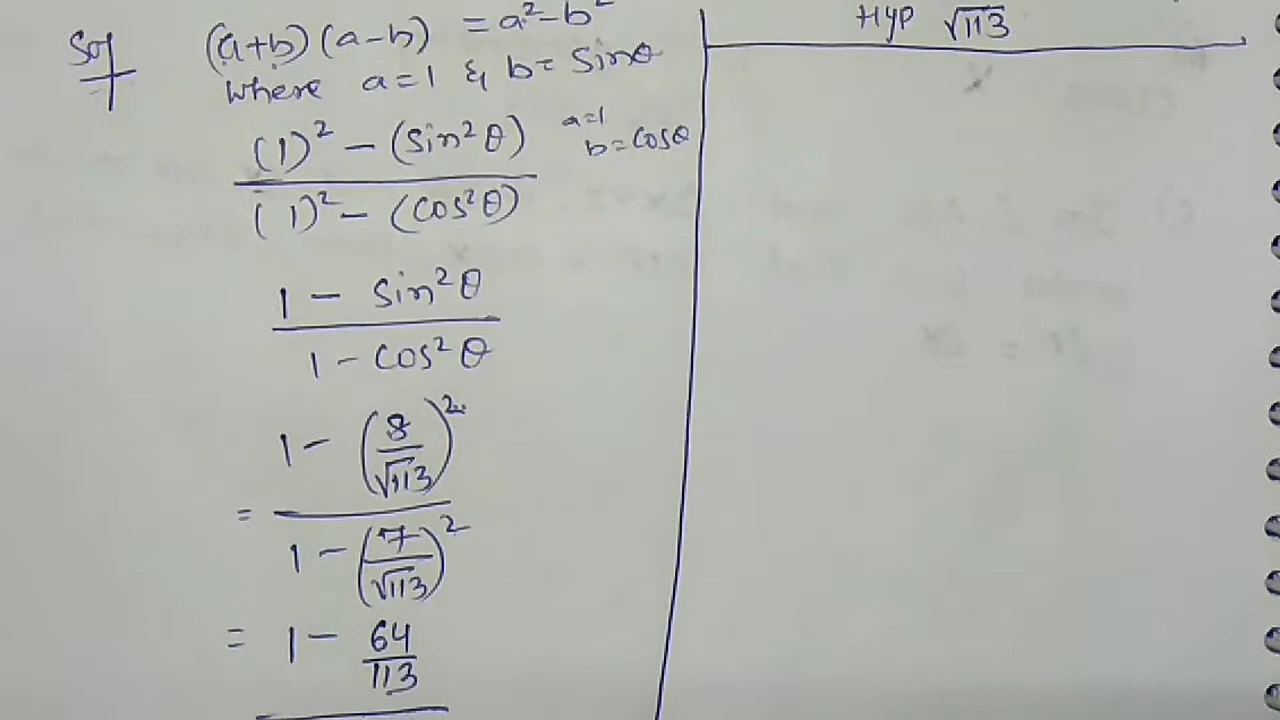 Sol (a+b)(a-b) = a²-b²
where a=1 & b= Sinθ
(1)² - (Sin²θ) a=1
b=Cosθ
(1)² - (Cos²θ)
1 - Sin²θ
1 - Cos²θ
1 - (8/√113)²
=
1 - (7/√113)²
= 1 - 64/113
Hyp √113